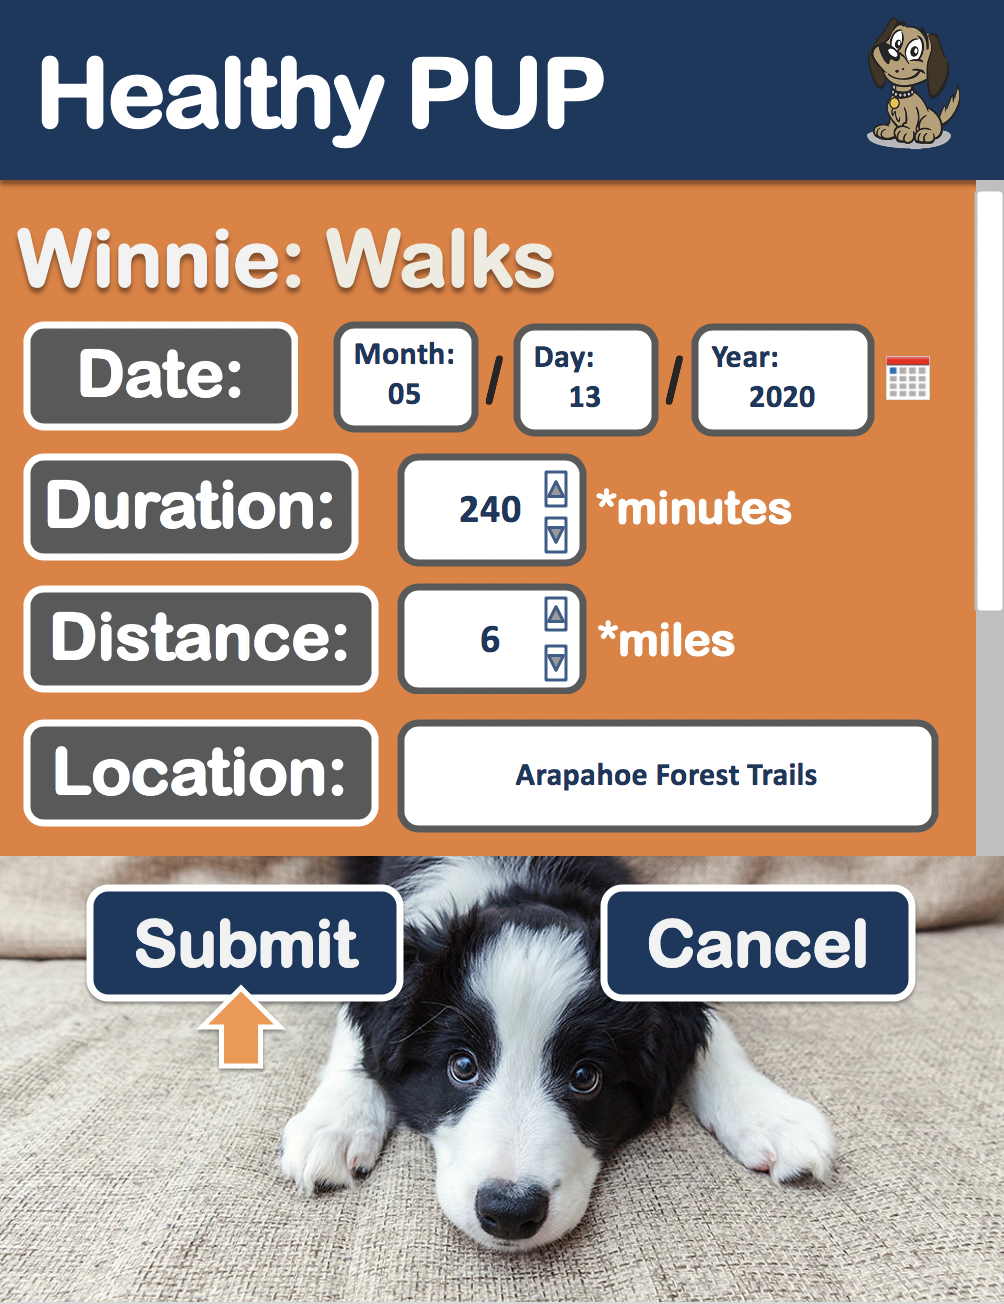 Healthy PUP
Winnie: Walks
Date:
Month:
05
/
Day:
13
/
Year:
2020
Duration:
240
*minutes
Distance:
6
*miles
Location:
Arapahoe Forest Trails
Submit
Cancel